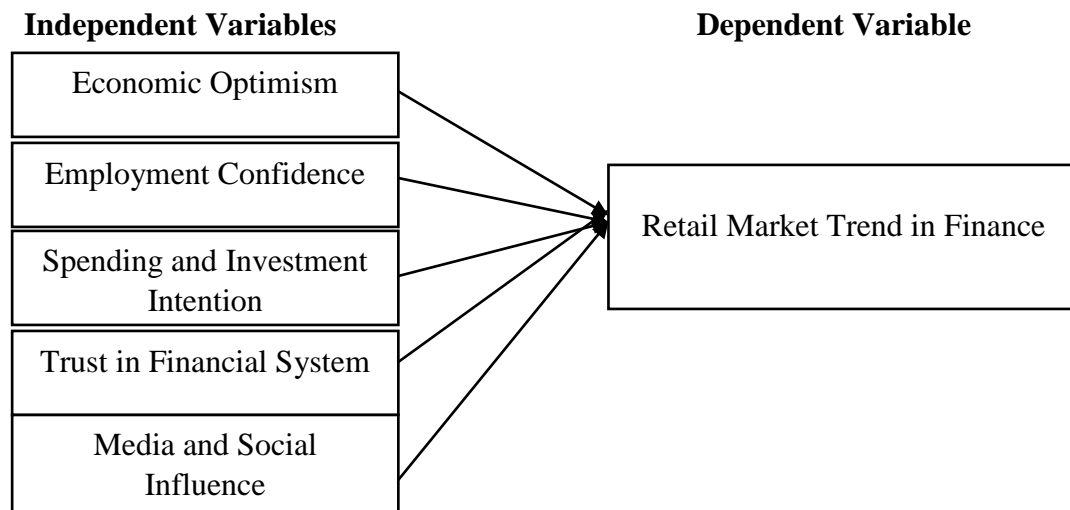 Independent Variables
Dependent Variable
Economic Optimism
Employment Confidence
Spending and Investment
Intention
Trust in Financial System
Media and Social
Influence
Retail Market Trend in Finance